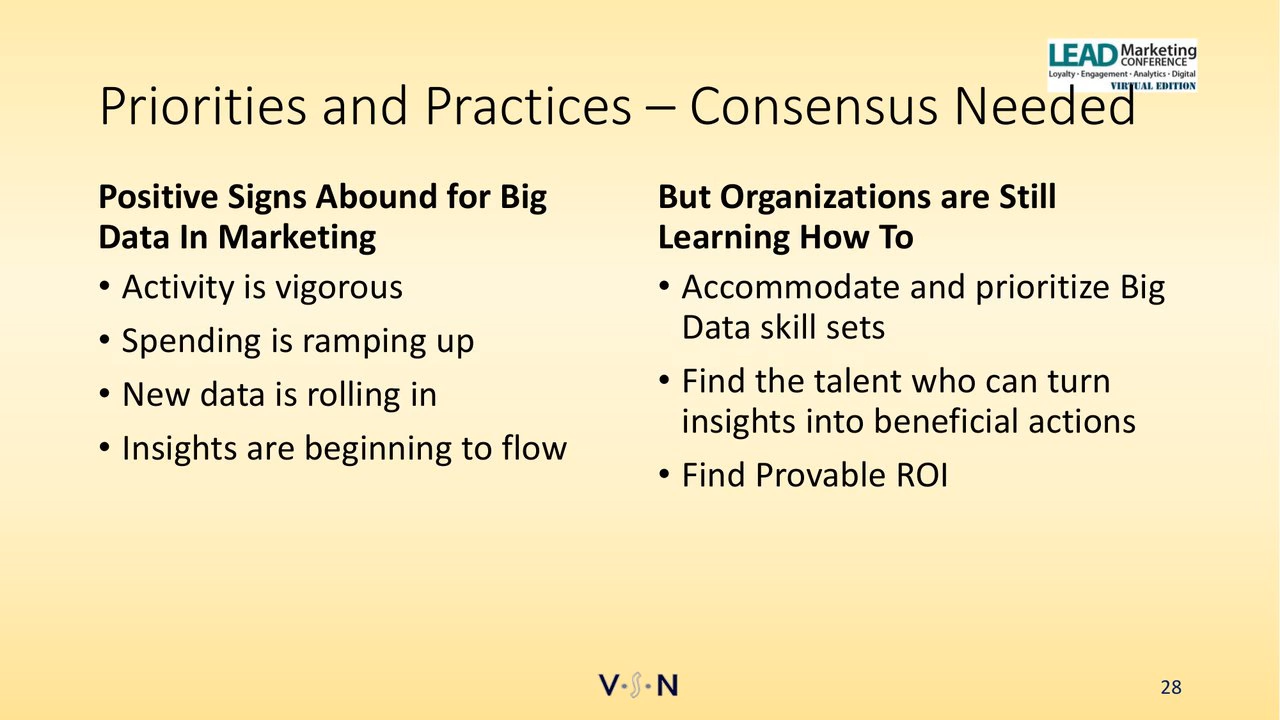 LEAD Marketing
CONFERENCE
Loyalty · Engagement · Analytics · Digital
VIRTUAL EDITION
Priorities and Practices – Consensus Needed
Positive Signs Abound for Big
Data In Marketing
• Activity is vigorous
• Spending is ramping up
• New data is rolling in
• Insights are beginning to flow
But Organizations are Still
Learning How To
• Accommodate and prioritize Big
Data skill sets
• Find the talent who can turn
insights into beneficial actions
• Find Provable ROI
V·S·N
28